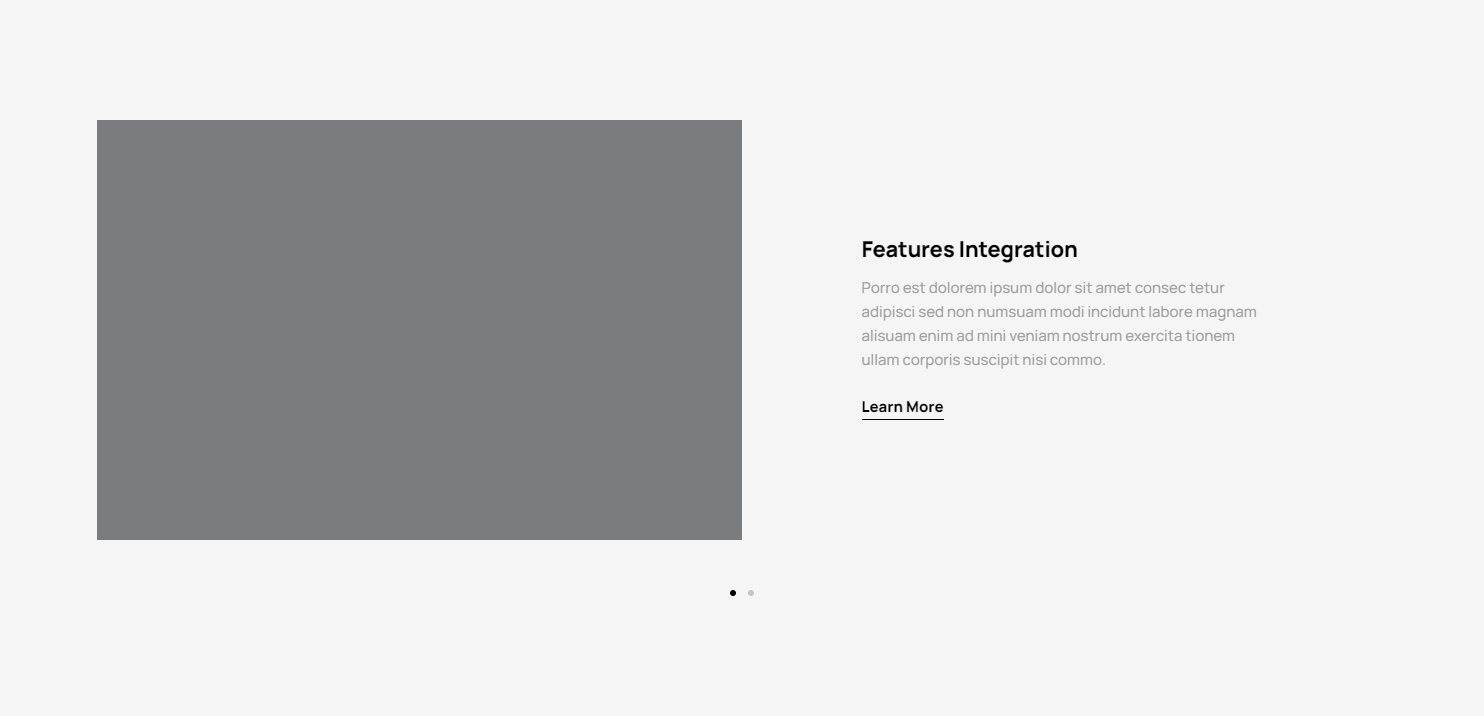 Features Integration
Porro est dolorem ipsum dolor sit amet consec tetur
adipisci sed non numsuam modi incidunt labore magnam
alisuam enim ad mini veniam nostrum exercita tionem
ullam corporis suscipit nisi commo.
Learn More